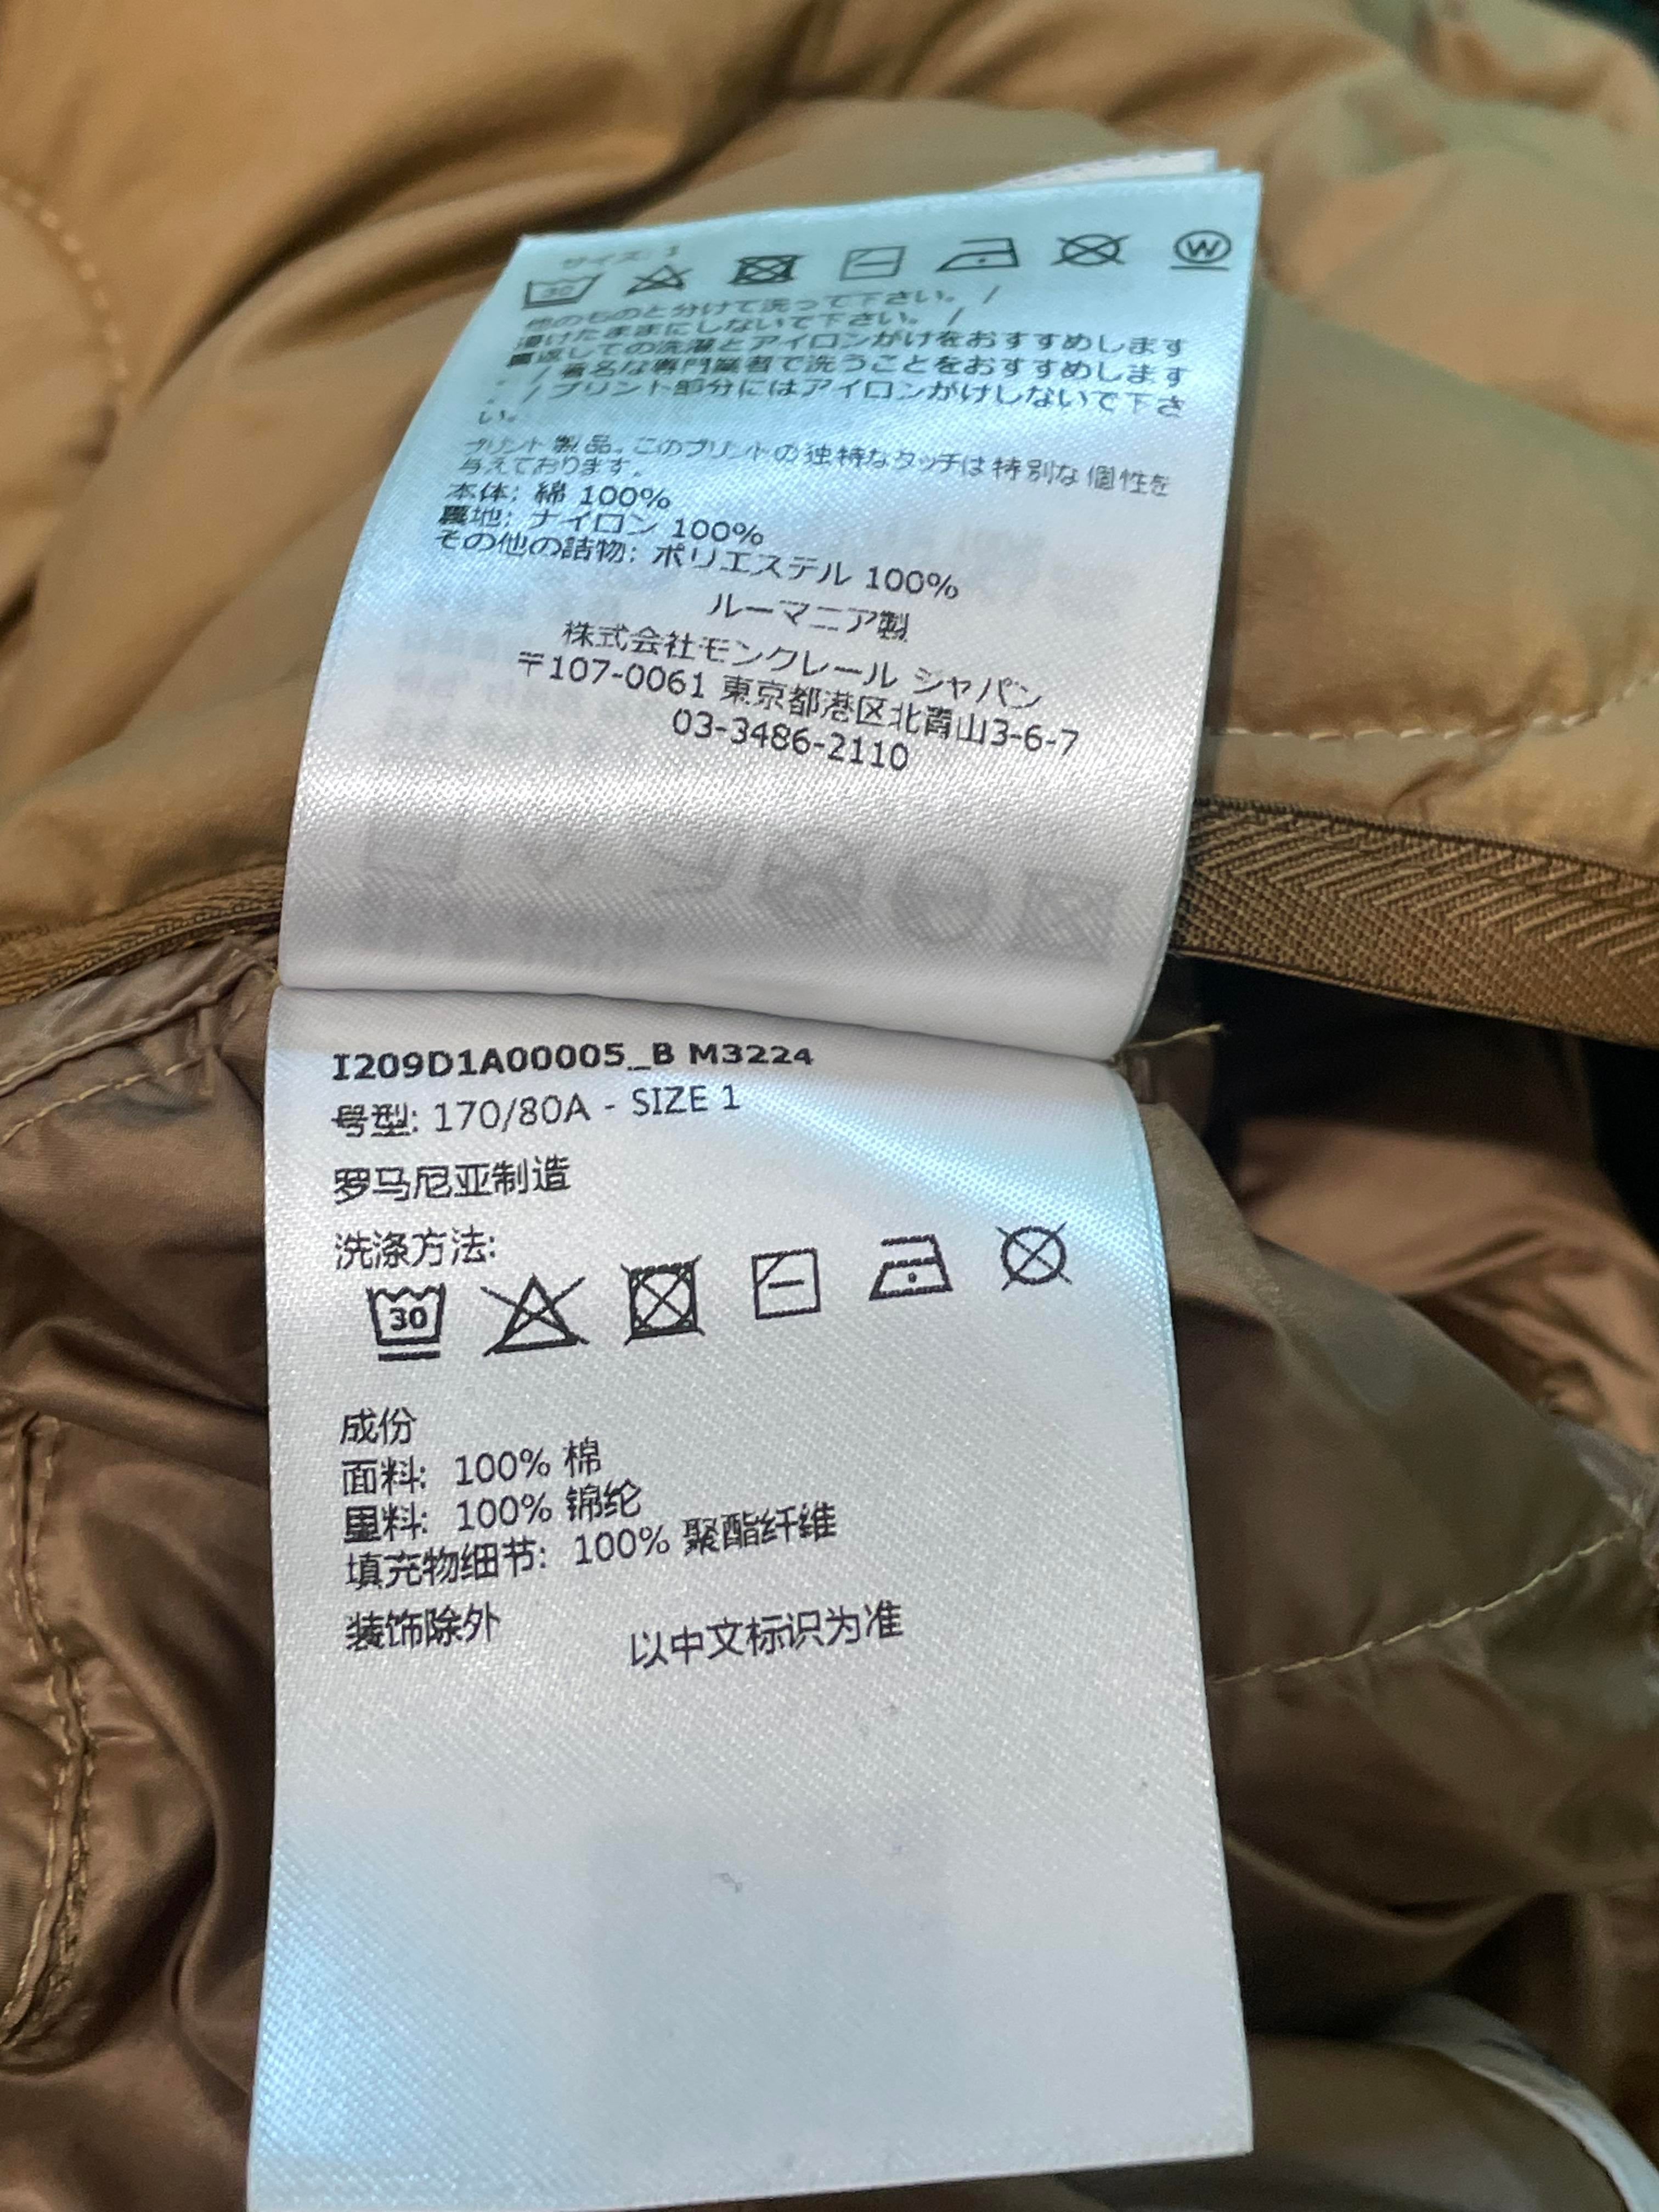 サイズ: 1
30 W
他のものと分けて洗って下さい。 /
漬けたままにしないで下さい。 /
裏返しての洗濯とアイロンがけをおすすめします
。 / 著名な専門業者で洗うことをおすすめします
。 / プリント部分にはアイロンがけしないで下さ
い。
プリント製品。このプリントの独特なタッチは特別な個性を
与えております。
本体: 綿 100%
裏地: ナイロン 100%
その他の詰物: ポリエステル 100%
ルーマニア製
株式会社モンクレール ジャパン
〒107-0061 東京都港区北青山3-6-7
03-3486-2110
I209D1A00005_B M3224
号型: 170/80A - SIZE 1
罗马尼亚制造
洗涤方法:
30
成份
面料: 100% 棉
里料: 100% 锦纶
填充物细节: 100% 聚酯纤维
装饰除外
以中文标识为准